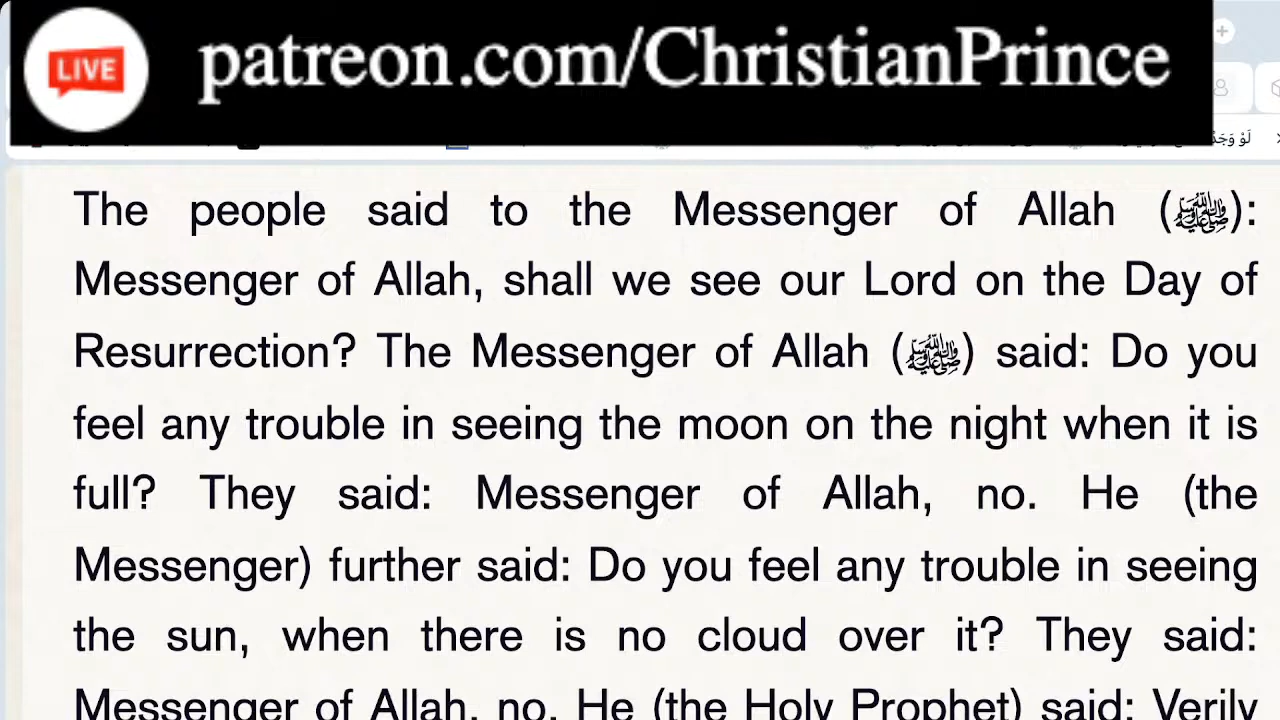 LIVE patreon.com/ChristianPrince
The people said to the Messenger of Allah (ﷺ):
Messenger of Allah, shall we see our Lord on the Day of
Resurrection? The Messenger of Allah (ﷺ) said: Do you
feel any trouble in seeing the moon on the night when it is
full? They said: Messenger of Allah, no. He (the
Messenger) further said: Do you feel any trouble in seeing
the sun, when there is no cloud over it? They said:
Messenger of Allah, no. He (the Holy Prophet) said: Verily